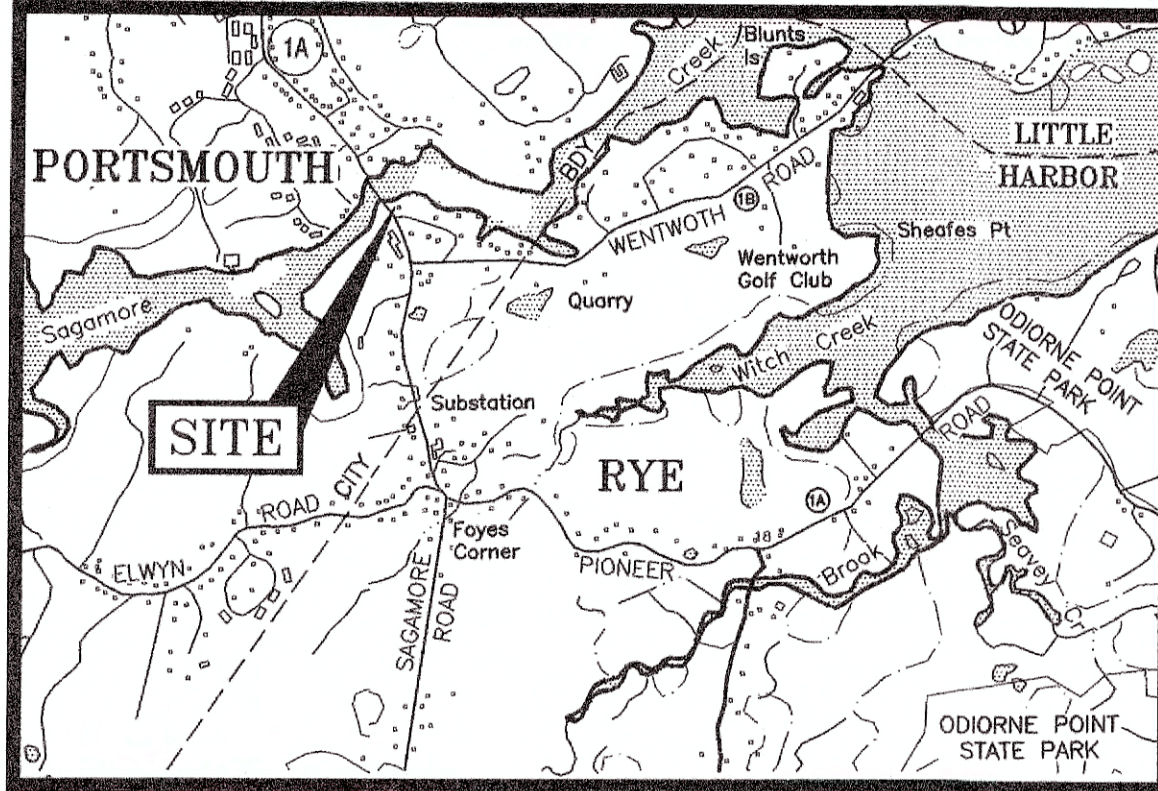 1A
Blunts
Is
Creek
BDY
LITTLE
HARBOR
PORTSMOUTH
WENTWOTH ROAD
1B
Sheafes Pt
Wentworth
Golf Club
Quarry
Sagamore
Witch Creek
ODIORNE POINT
STATE PARK
SITE
Substation
ROAD
RYE
1A
CITY
ROAD
Foyes
Corner
18
ELWYN
PIONEER
Brook
Seavey
Cr
SAGAMORE
ROAD
ODIORNE POINT
STATE PARK